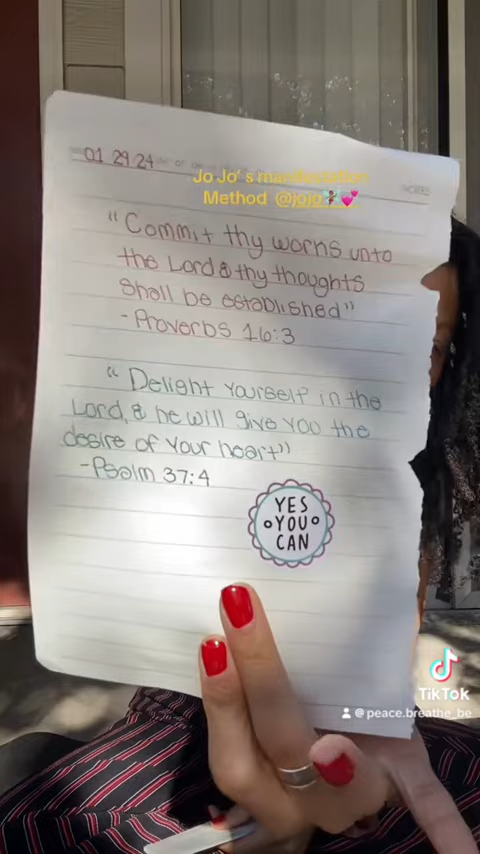 01 29 24
NOTES
Jo Jo's manifestation
Method @jojo🧚🏽💕
"Commit thy worns unto
the Lord & thy thoughts
shall be established"
- Proverbs 16:3
"Delight Yourself in the
Lord, & he will give you the
desire of your heart"
- Psalm 37:4
YES
YOU
CAN
TikTok
@peace.breathe_be